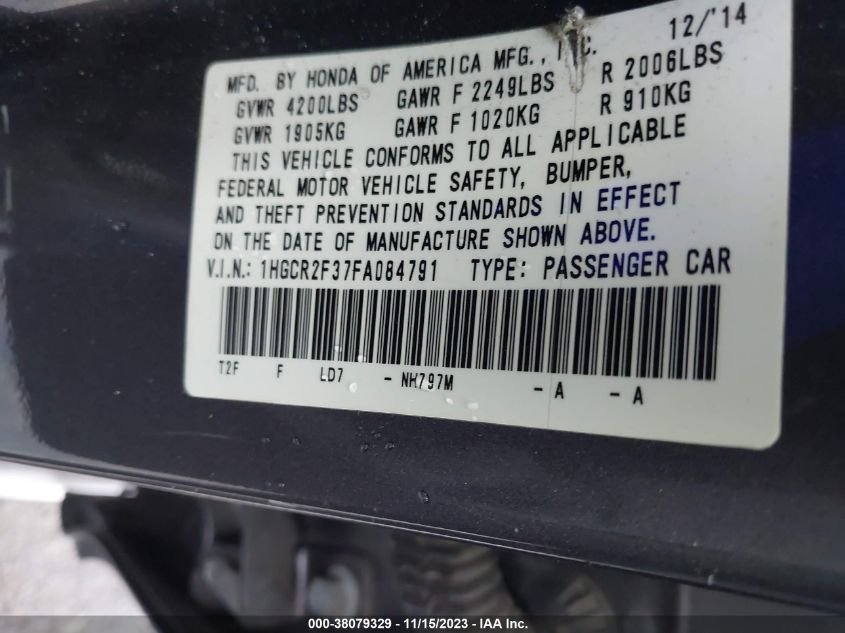 12/'14
MFD. BY HONDA OF AMERICA MFG., INC.
GVWR 4200LBS GAWR F 2249LBS R 2006LBS
GVWR 1905KG GAWR F 1020KG R 910KG
THIS VEHICLE CONFORMS TO ALL APPLICABLE
FEDERAL MOTOR VEHICLE SAFETY, BUMPER,
AND THEFT PREVENTION STANDARDS IN EFFECT
ON THE DATE OF MANUFACTURE SHOWN ABOVE.
V.I.N.: 1HGCR2F37FA084791 TYPE: PASSENGER CAR
T2F F LD7 - NH797M - A - A
000-38079329 - 11/15/2023 - IAA Inc.